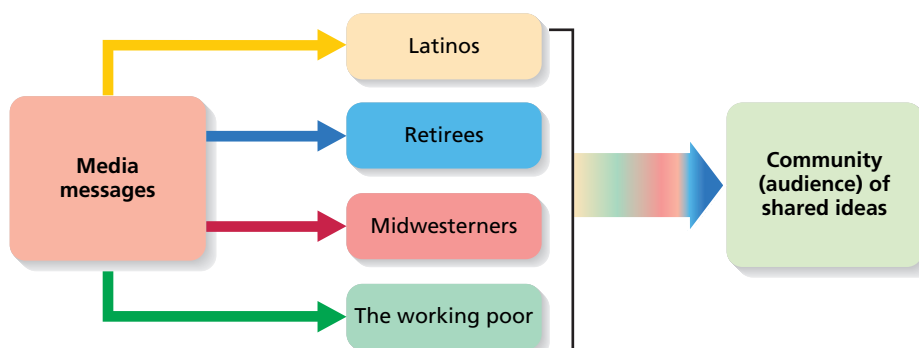 Media
messages
Latinos
Retirees
Midwesterners
The working poor
Community
(audience) of
shared ideas